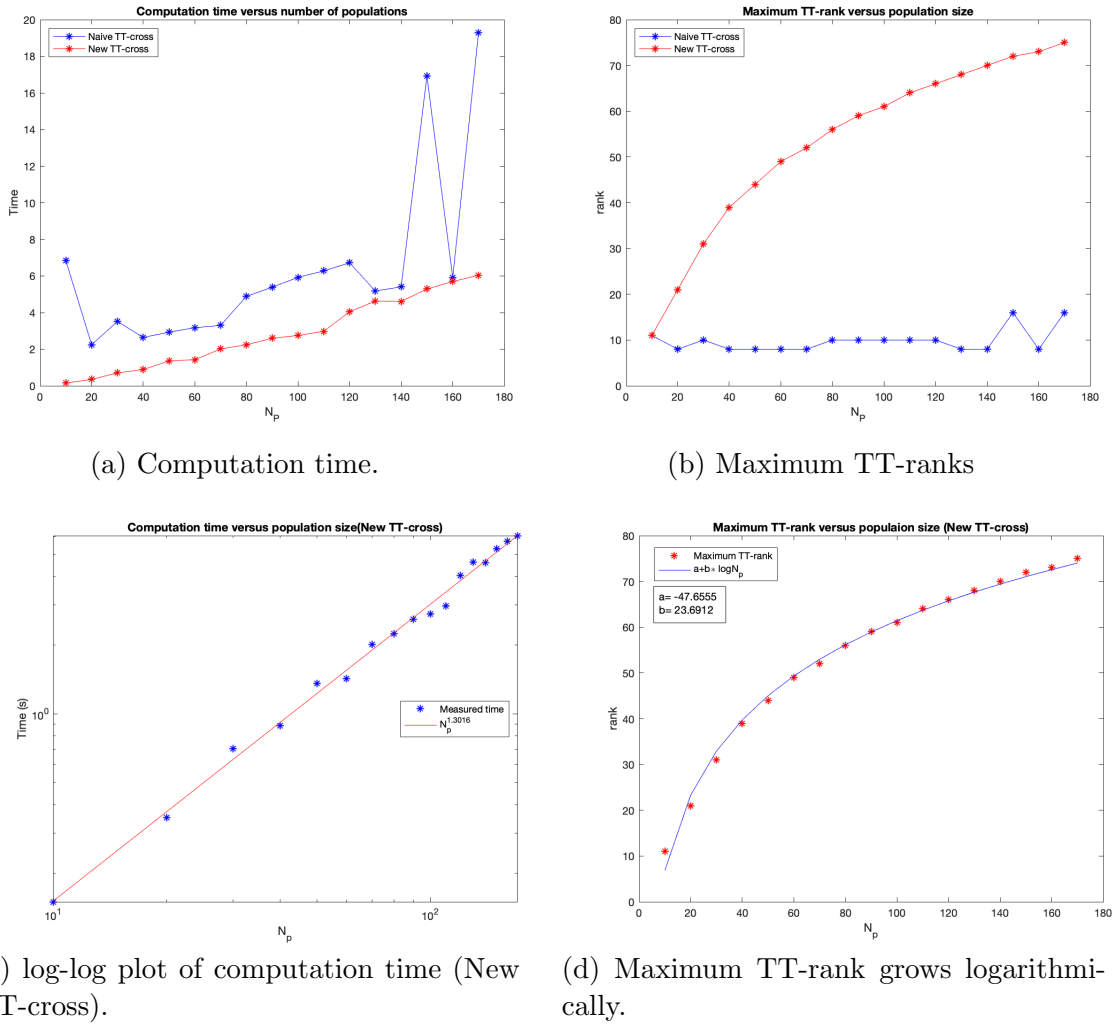 Computation time versus number of populations
Naive TT-cross
New TT-cross
Time
0 2 4 6 8 10 12 14 16 18 20
0 20 40 60 80 100 120 140 160 180
N_P
(a) Computation time.
Maximum TT-rank versus population size
Naive TT-cross
New TT-cross
rank
0 10 20 30 40 50 60 70 80
0 20 40 60 80 100 120 140 160 180
N_P
(b) Maximum TT-ranks
Computation time versus population size(New TT-cross)
Measured time
N_p^1.3016
Time (s)
10^0
10^1 10^2
N_p
) log-log plot of computation time (New
T-cross).
Maximum TT-rank versus populaion size (New TT-cross)
Maximum TT-rank
a+b* logN_p
a= -47.6555
b= 23.6912
rank
0 10 20 30 40 50 60 70 80
0 20 40 60 80 100 120 140 160 180
N_p
(d) Maximum TT-rank grows logarithmi-
cally.